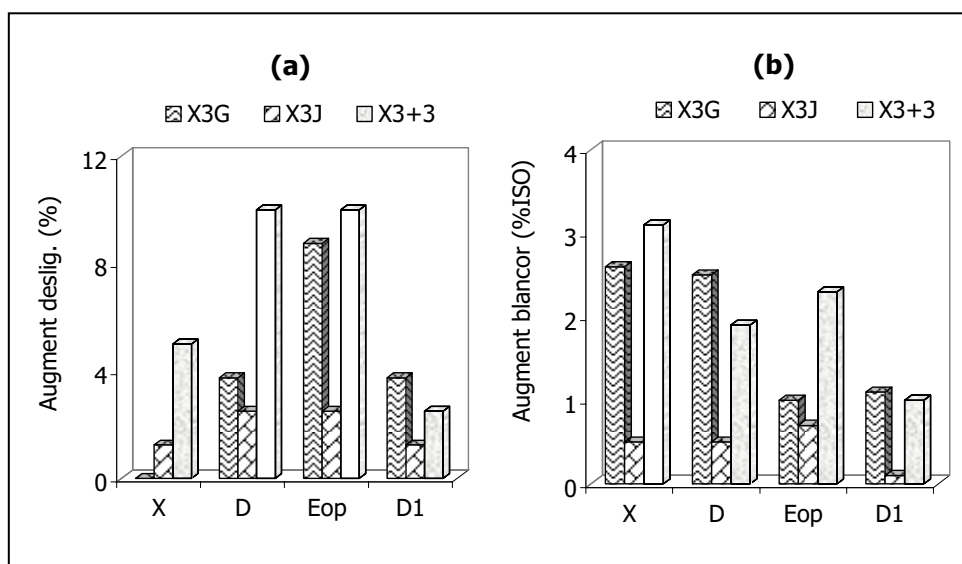 (a)
X3G X3J X3+3
Augment deslig. (%)
12
8
4
0
X D Eop D1
(b)
X3G X3J X3+3
Augment blancor (%ISO)
4
3
2
1
0
X D Eop D1